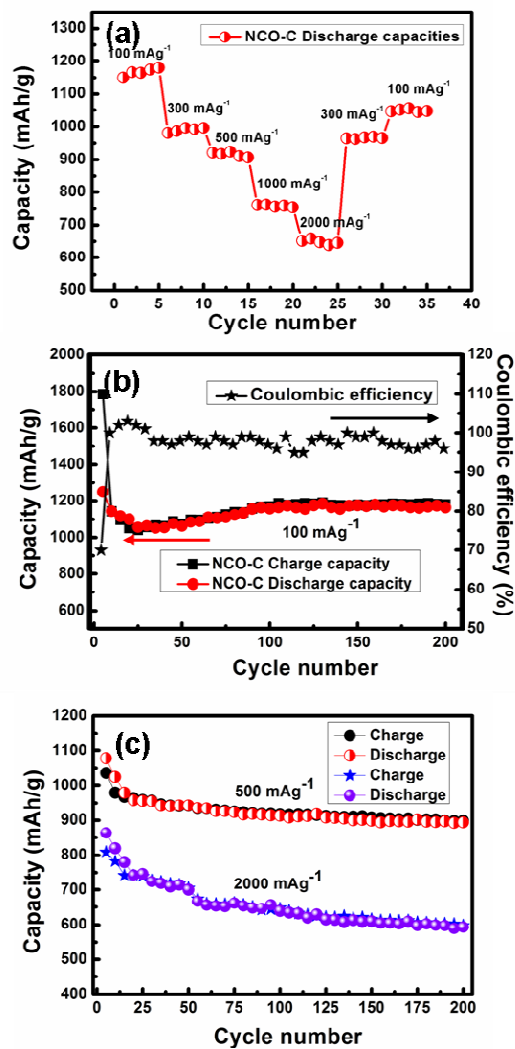 (a)
NCO-C Discharge capacities
100 mAg-1
300 mAg-1
500 mAg-1
1000 mAg-1
2000 mAg-1
300 mAg-1
100 mAg-1
1300
1200
1100
1000
900
800
700
600
500
Capacity (mAh/g)
0 5 10 15 20 25 30 35 40
Cycle number
(b)
Coulombic efficiency
100 mAg-1
NCO-C Charge capacity
NCO-C Discharge capacity
2000
1800
1600
1400
1200
1000
800
600
Capacity (mAh/g)
120
110
100
90
80
70
60
50
Coulombic efficiency (%)
0 50 100 150 200
Cycle number
(c)
Charge
Discharge
Charge
Discharge
500 mAg-1
2000 mAg-1
1200
1100
1000
900
800
700
600
500
400
Capacity (mAh/g)
0 25 50 75 100 125 150 175 200
Cycle number